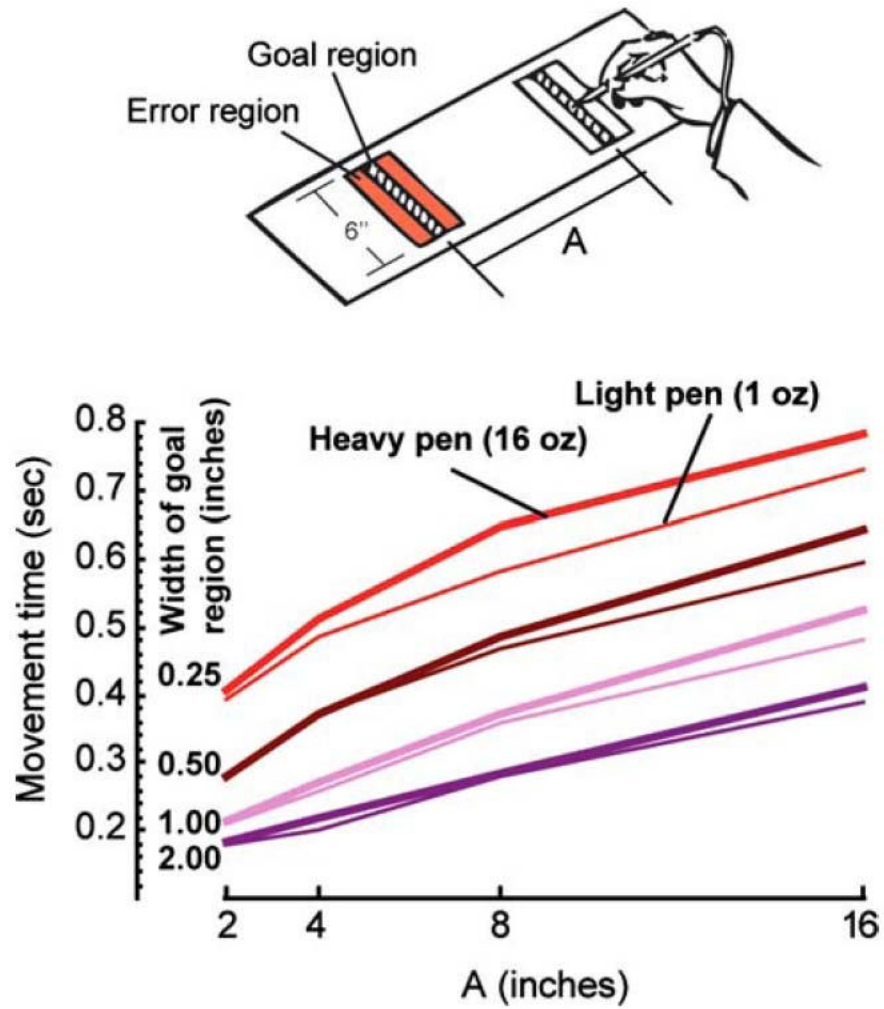 Goal region
Error region
6"
A
Light pen (1 oz)
Heavy pen (16 oz)
Movement time (sec)
Width of goal
region (inches)
0.8
0.7
0.6
0.5
0.4
0.3
0.2
0.25
0.50
1.00
2.00
2 4 8 16
A (inches)